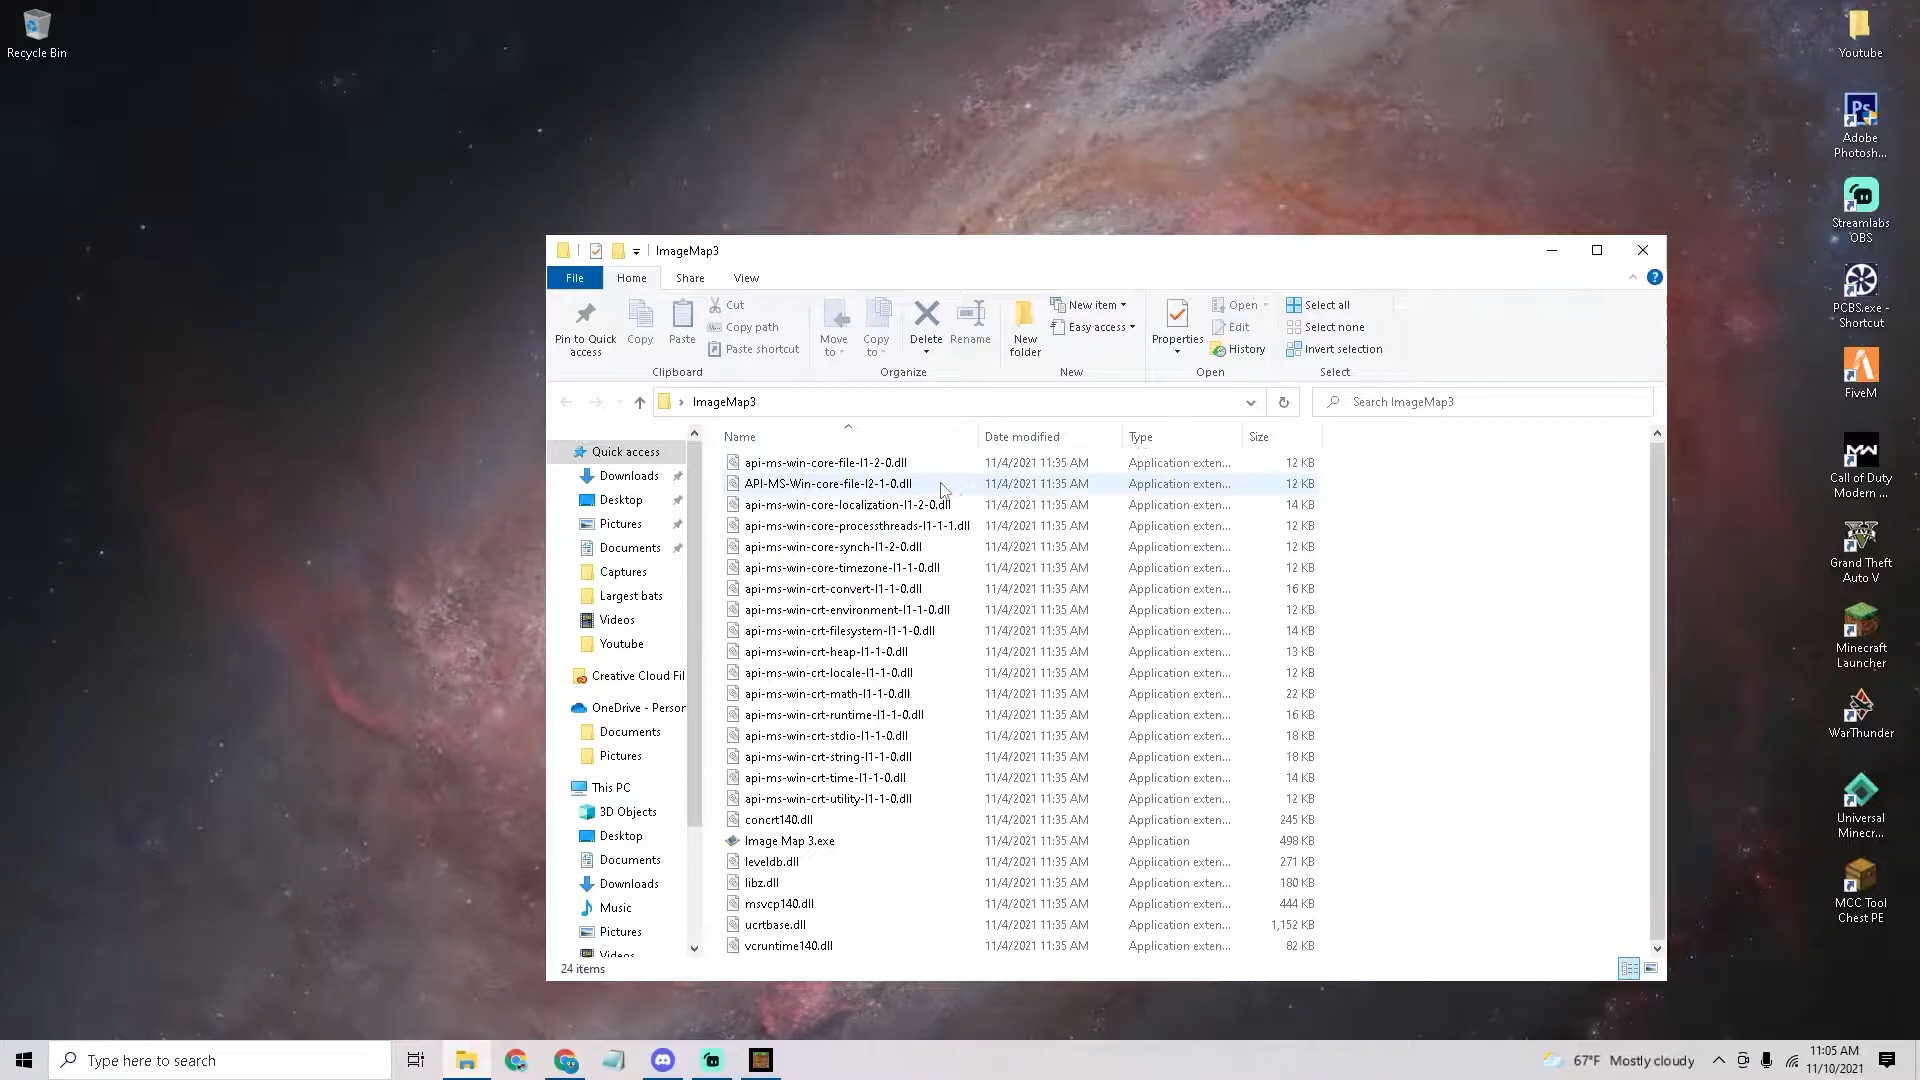 Recycle Bin
Youtube
Adobe
Photosh...
Streamlabs
OBS
PCBS.exe -
Shortcut
FiveM
Call of Duty
Modern ...
Grand Theft
Auto V
Minecraft
Launcher
WarThunder
Universal
Minecr...
MCC Tool
Chest PE
ImageMap3
File
Home
Share
View
Pin to Quick
access
Copy
Paste
Cut
Copy path
Paste shortcut
Clipboard
Move
to
Copy
to
Delete
Rename
Organize
New
folder
New item
Easy access
New
Properties
Open
Edit
History
Open
Select all
Select none
Invert selection
Select
ImageMap3
Search ImageMap3
Quick access
Downloads
Desktop
Pictures
Documents
Captures
Largest bats
Videos
Youtube
Creative Cloud Fil
OneDrive - Person
Documents
Pictures
This PC
3D Objects
Desktop
Documents
Downloads
Music
Pictures
Videos
Name Date modified Type Size
api-ms-win-core-file-l1-2-0.dll 11/4/2021 11:35 AM Application exten... 12 KB
API-MS-Win-core-file-l2-1-0.dll 11/4/2021 11:35 AM Application exten... 12 KB
api-ms-win-core-localization-l1-2-0.dll 11/4/2021 11:35 AM Application exten... 14 KB
api-ms-win-core-processthreads-l1-1-1.dll 11/4/2021 11:35 AM Application exten... 12 KB
api-ms-win-core-synch-l1-2-0.dll 11/4/2021 11:35 AM Application exten... 12 KB
api-ms-win-core-timezone-l1-1-0.dll 11/4/2021 11:35 AM Application exten... 12 KB
api-ms-win-crt-convert-l1-1-0.dll 11/4/2021 11:35 AM Application exten... 16 KB
api-ms-win-crt-environment-l1-1-0.dll 11/4/2021 11:35 AM Application exten... 12 KB
api-ms-win-crt-filesystem-l1-1-0.dll 11/4/2021 11:35 AM Application exten... 14 KB
api-ms-win-crt-heap-l1-1-0.dll 11/4/2021 11:35 AM Application exten... 13 KB
api-ms-win-crt-locale-l1-1-0.dll 11/4/2021 11:35 AM Application exten... 12 KB
api-ms-win-crt-math-l1-1-0.dll 11/4/2021 11:35 AM Application exten... 22 KB
api-ms-win-crt-runtime-l1-1-0.dll 11/4/2021 11:35 AM Application exten... 16 KB
api-ms-win-crt-stdio-l1-1-0.dll 11/4/2021 11:35 AM Application exten... 18 KB
api-ms-win-crt-string-l1-1-0.dll 11/4/2021 11:35 AM Application exten... 18 KB
api-ms-win-crt-time-l1-1-0.dll 11/4/2021 11:35 AM Application exten... 14 KB
api-ms-win-crt-utility-l1-1-0.dll 11/4/2021 11:35 AM Application exten... 12 KB
concrt140.dll 11/4/2021 11:35 AM Application exten... 245 KB
Image Map 3.exe 11/4/2021 11:35 AM Application 498 KB
leveldb.dll 11/4/2021 11:35 AM Application exten... 271 KB
libz.dll 11/4/2021 11:35 AM Application exten... 180 KB
msvcp140.dll 11/4/2021 11:35 AM Application exten... 444 KB
ucrtbase.dll 11/4/2021 11:35 AM Application exten... 1,152 KB
vcruntime140.dll 11/4/2021 11:35 AM Application exten... 82 KB
24 items
Type here to search
67°F Mostly cloudy
11:05 AM
11/10/2021